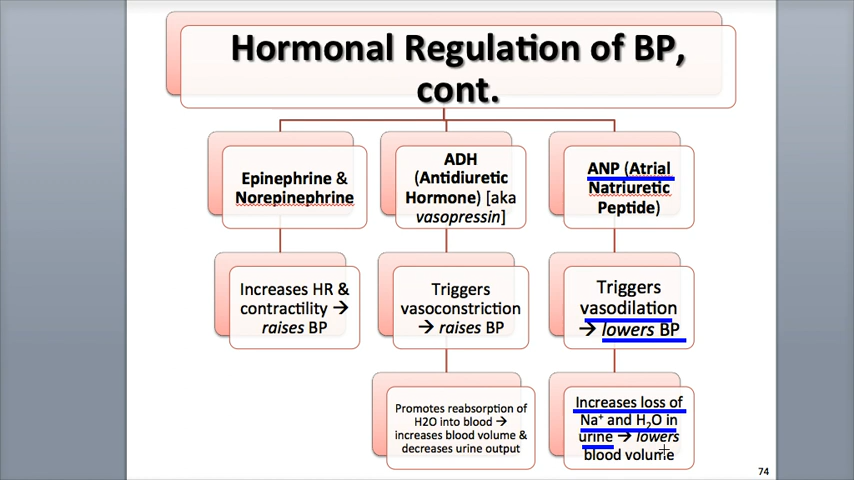 Hormonal Regulation of BP,
cont.
Epinephrine &
Norepinephrine
ADH
(Antidiuretic
Hormone) [aka
vasopressin]
ANP (Atrial
Natriuretic
Peptide)
Increases HR &
contractility →
raises BP
Triggers
vasoconstriction
→ raises BP
Triggers
vasodilation
→ lowers BP
Promotes reabsorption of
H2O into blood →
increases blood volume &
decreases urine output
Increases loss of
Na⁺ and H₂O in
urine → lowers
blood volume
74